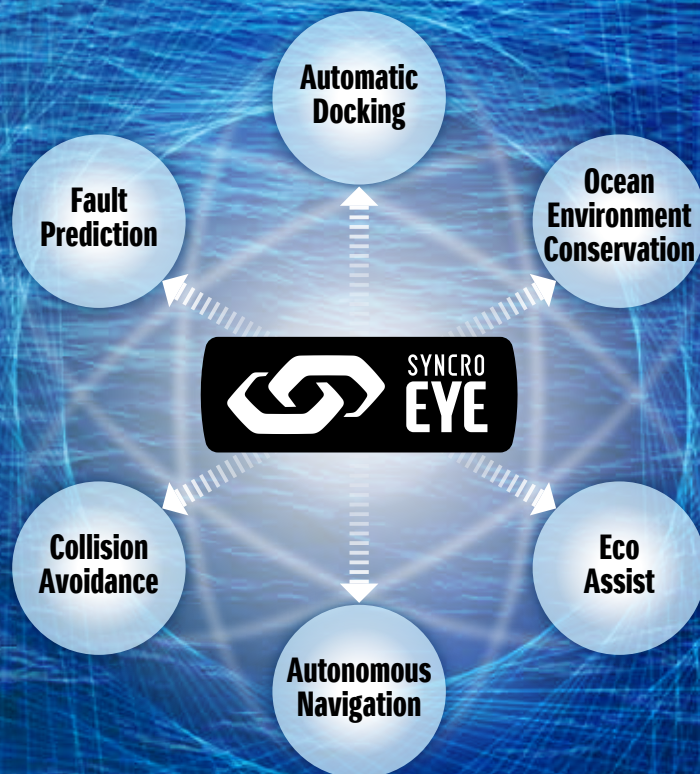 Automatic
Docking
Fault
Prediction
Ocean
Environment
Conservation
SYNCRO
EYE
Collision
Avoidance
Eco
Assist
Autonomous
Navigation